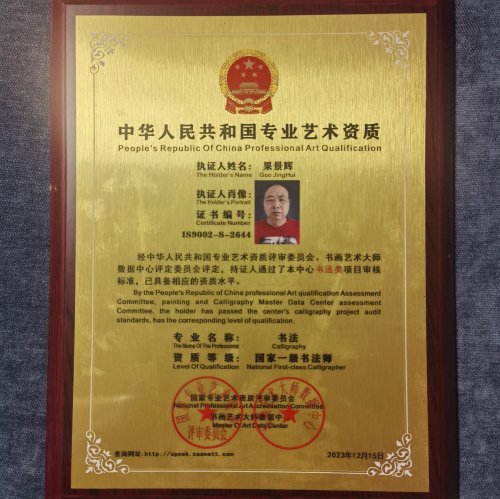 中华人民共和国专业艺术资质
People's Republic Of China Professional Art Qualification
执证人姓名： 果景辉
The Holder's Name Guo JingHui
执证人肖像：
The Holder's Portrait
证书编号：
Certificate Number
IS9002-S-2644
经中华人民共和国专业艺术资质评审委员会、书画艺术大师
数据中心评定委员会评定，持证人通过了本中心书法类项目审核
标准，已具备相应的资质水平。
By the People's Republic of China professional Art qualification Assessment
Committee, painting and Calligraphy Master Data Center assessment
Committee, the holder has passed the center's calligraphy project audit
standards, has the corresponding level of qualification.
专业名称： 书法
The Name Of The Professional Calligraphy
资质等级： 国家一级书法师
Level Of Qualification National First-class Calligrapher
国家专业艺术资质评审委员会
National Professional Art Accreditation Committee
书画艺术大师数据中
Master Of Art Data Center
评审委员会
查询网址:http://speak.caanett.com
2023年12月15日